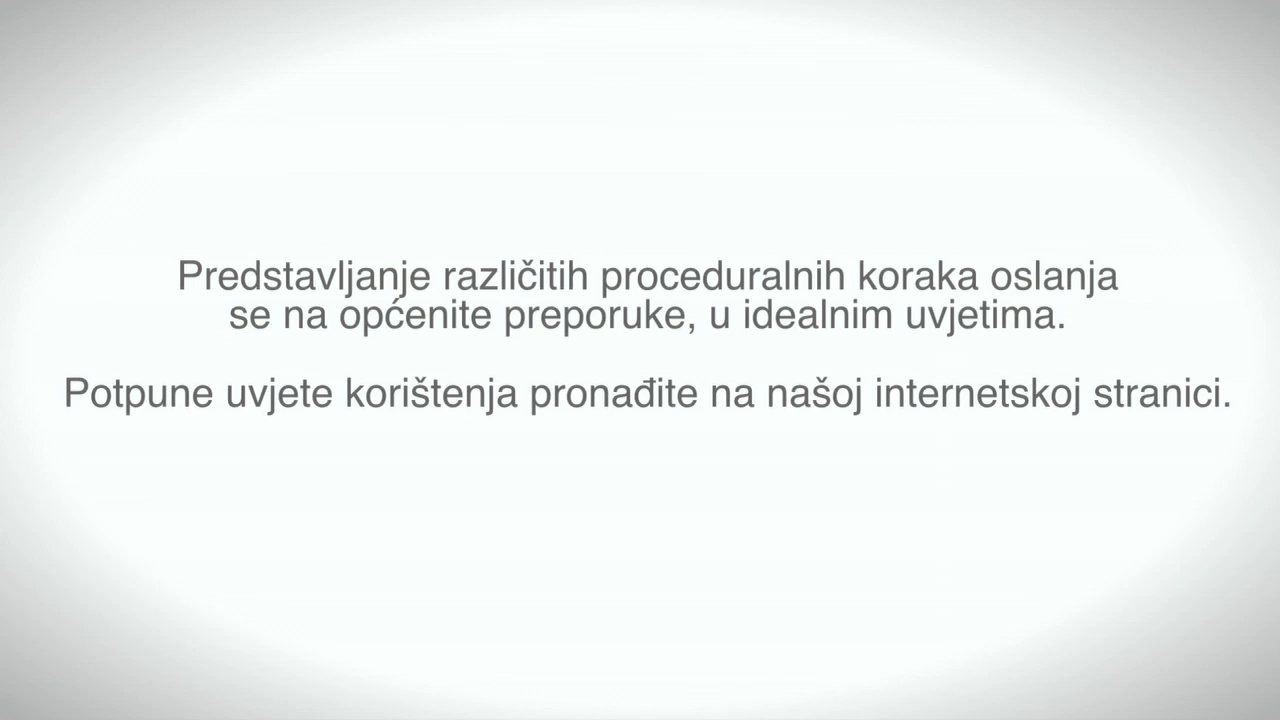 Predstavljanje različitih proceduralnih koraka oslanja
se na općenite preporuke, u idealnim uvjetima.
Potpune uvjete korištenja pronađite na našoj internetskoj stranici.